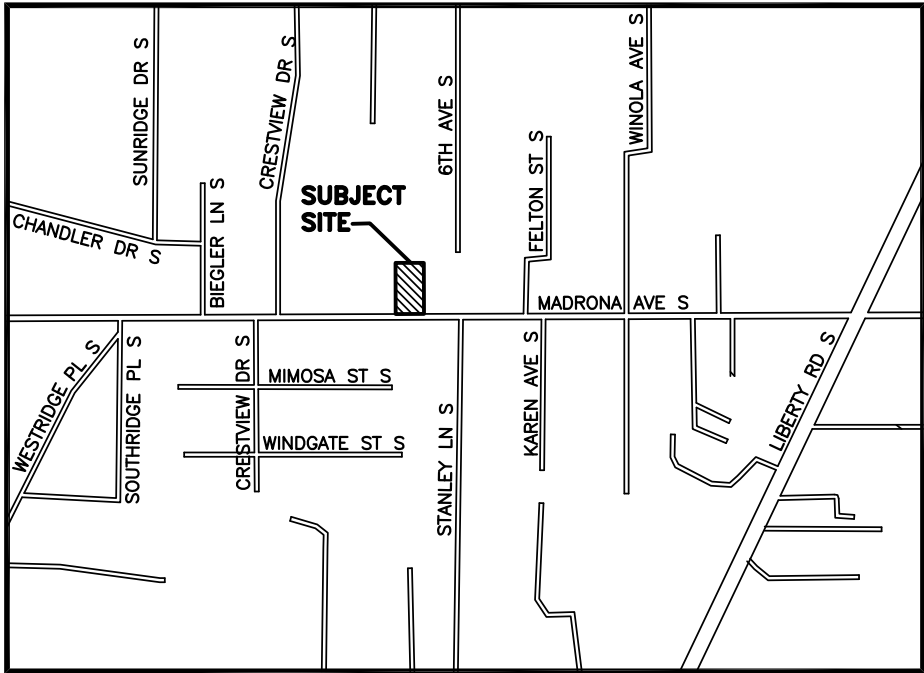 SUNRIDGE DR S
CRESTVIEW DR S
6TH AVE S
WINOLA AVE S
FELTON ST S
BIEGLER LN S
SUBJECT
SITE
CHANDLER DR S
MADRONA AVE S
WESTRIDGE PL S
SOUTHRIDGE PL S
CRESTVIEW DR S
MIMOSA ST S
WINDGATE ST S
STANLEY LN S
KAREN AVE S
LIBERTY RD S